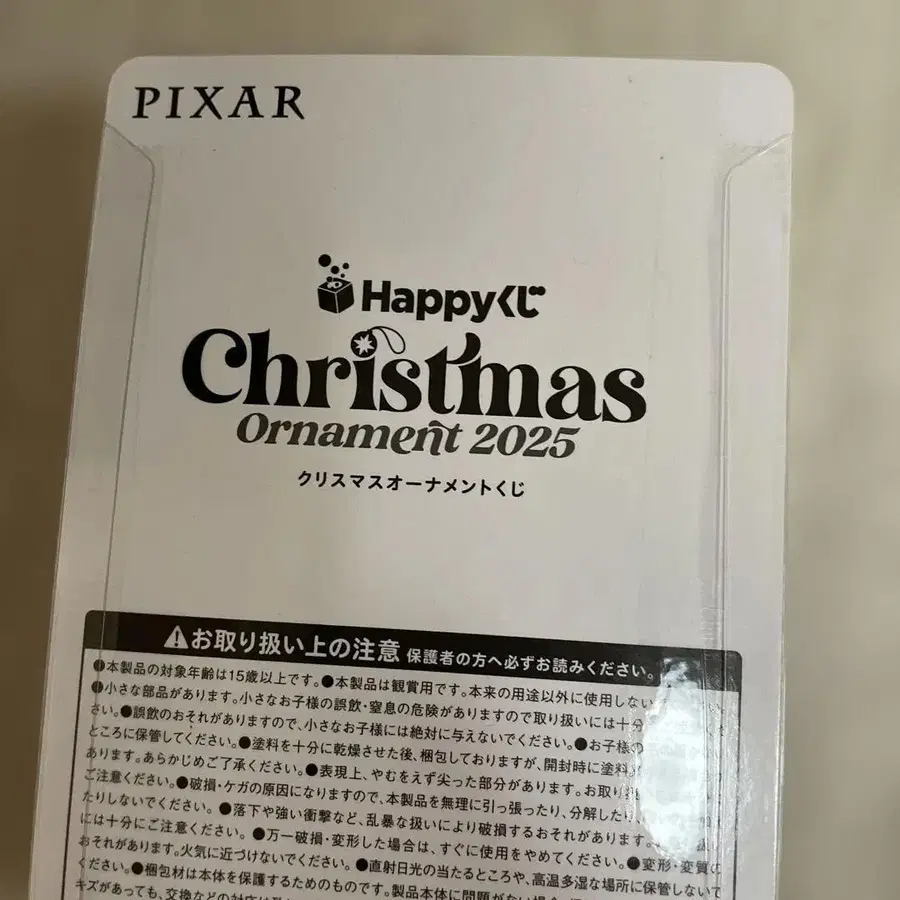 PIXAR
Happyくじ
Christmas
Ornament 2025
クリスマスオーナメントくじ
お取り扱い上の注意 保護者の方へ必ずお読みください。
●本製品の対象年齢は15歳以上です。●本製品は観賞用です。本来の用途以外に使用しない
●小さな部品があります。小さなお子様の誤飲・窒息の危険がありますので取り扱いには十分
さい。●誤飲のおそれがありますので、小さなお子様には絶対に与えないでください。●お子様の
ところに保管してください。●塗料を十分に乾燥させた後、梱包しておりますが、開封時に塗料
あります。あらかじめご了承ください。●表現上、やむをえず尖った部分があります。お取り
ご注意ください。●破損・ケガの原因になりますので、本製品を無理に引っ張ったり、分解したり、
たりしないでください。●落下や強い衝撃など、乱暴な扱いにより破損するおそれがあります。
には十分にご注意ください。●万一破損・変形した場合は、すぐに使用をやめてください。●変形・変質の
おそれがあります。火気に近づけないでください。●直射日光の当たるところや、高温多湿な場所に保管しないで
ください。●梱包材は本体を保護するためのものです。製品本体に問題がない場合
キズがあっても、交換などの対応は